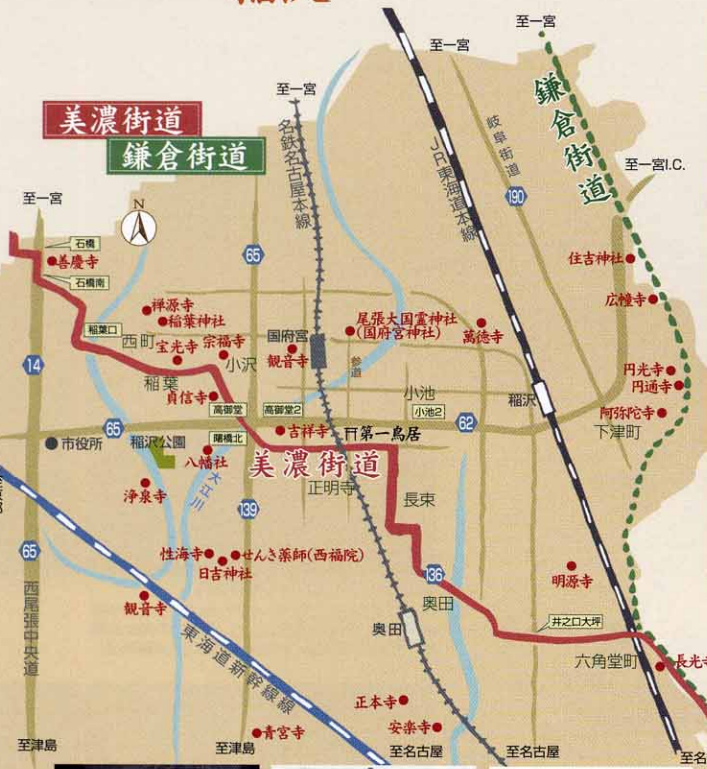 至一宮
至一宮
至一宮
至一宮
美濃街道
鎌倉街道
鎌倉街道
名鉄名古屋本線
JR東海道本線
岐阜街道
190
至一宮I.C.
N
石橋
善慶寺
石橋南
65
住吉神社
広幢寺
禅源寺
稲葉神社
稲葉口
西町
宝光寺
宗福寺
小沢
国府宮
観音寺
尾張大国霊神社
(国府宮神社)
萬徳寺
参道
14
稲葉
貞信寺
高御堂
高御堂2
小池
小池2
稲沢
円光寺
円通寺
阿弥陀寺
下津町
62
市役所
65
稲沢公園
曙橋北
吉祥寺
第一鳥居
八幡社
美濃街道
大江川
正明寺
浄泉寺
139
長束
65
性海寺
日吉神社
せんき薬師(西福院)
136
明源寺
西尾張中央道
観音寺
奥田
奥田
井之口大坪
東海道新幹線線
六角堂町
長光寺
正本寺
安楽寺
青宮寺
至津島
至津島
至名古屋
至名古屋
至名